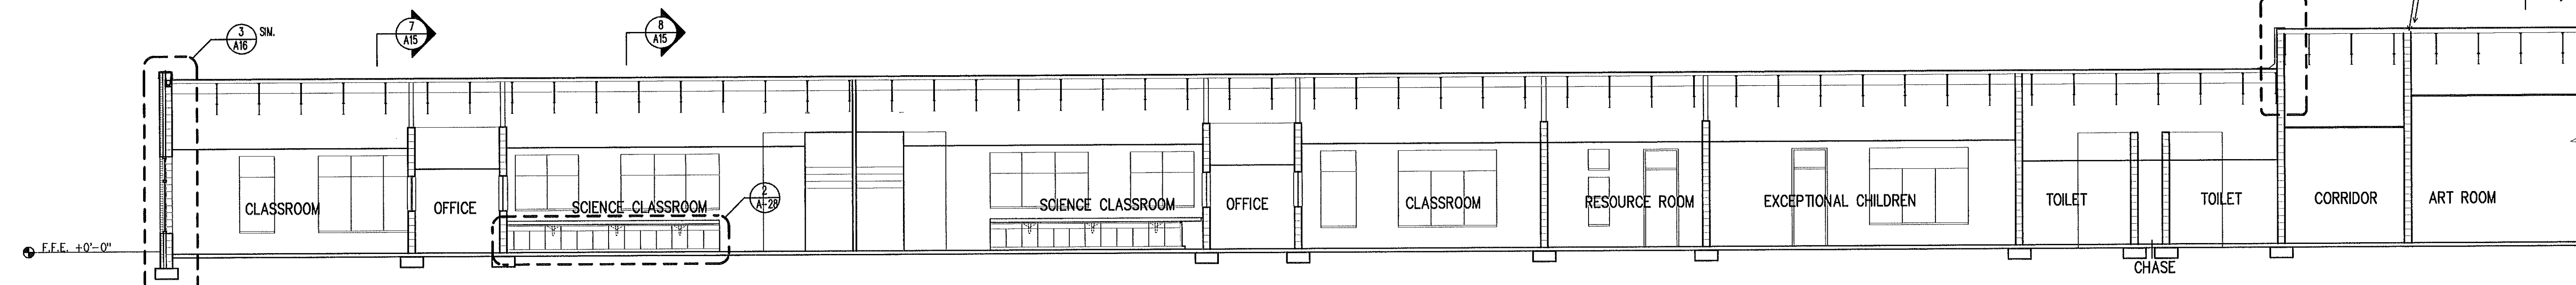 3
A16
SIM.
7
A15
8
A15
2
A-28
CLASSROOM
OFFICE
SCIENCE CLASSROOM
SCIENCE CLASSROOM
OFFICE
CLASSROOM
RESOURCE ROOM
EXCEPTIONAL CHILDREN
TOILET
TOILET
CORRIDOR
ART ROOM
F.F.E. +0'-0"
CHASE